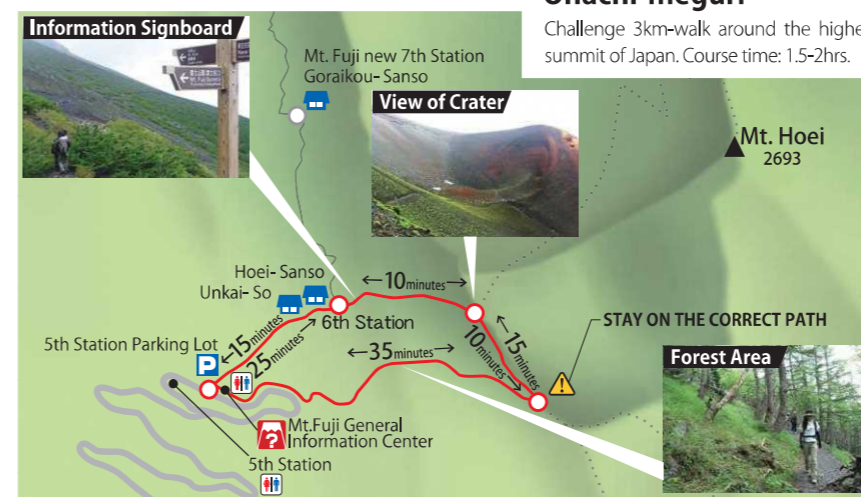 Challenge 3km-walk around the highe
summit of Japan. Course time: 1.5-2hrs.
Information Signboard
Mt. Fuji new 7th Station
Goraikou-Sanso
View of Crater
Mt. Hoei
2693
Hoei-Sanso
Unkai-So
←10minutes→
6th Station
←15minutes
25minutes→
←35minutes→
10minutes→
←15minutes
STAY ON THE CORRECT PATH
5th Station Parking Lot
P
Forest Area
?
Mt.Fuji General
Information Center
5th Station